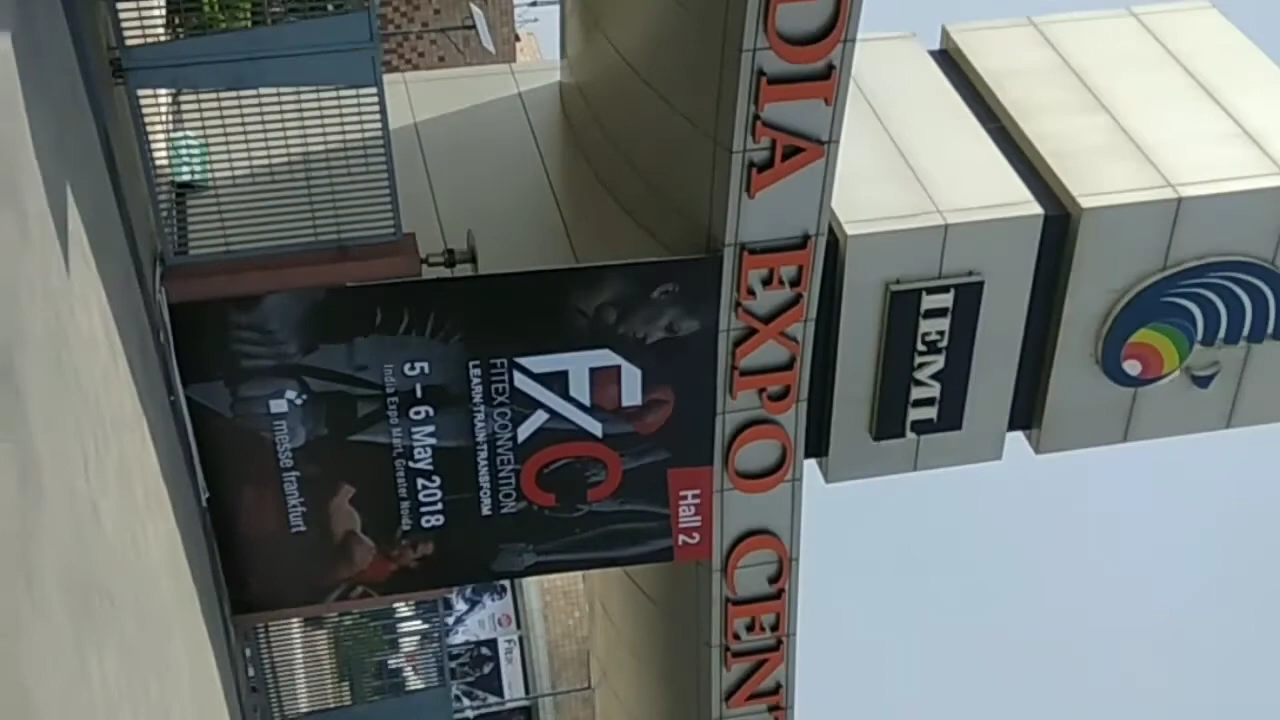 IEMT
DIA EXPO CENT
Hall 2
FXC
FITEX CONVENTION
LEARN·TRAIN·TRANSFORM
5 – 6 May 2018
India Expo Mart, Greater Noida
messe frankfurt